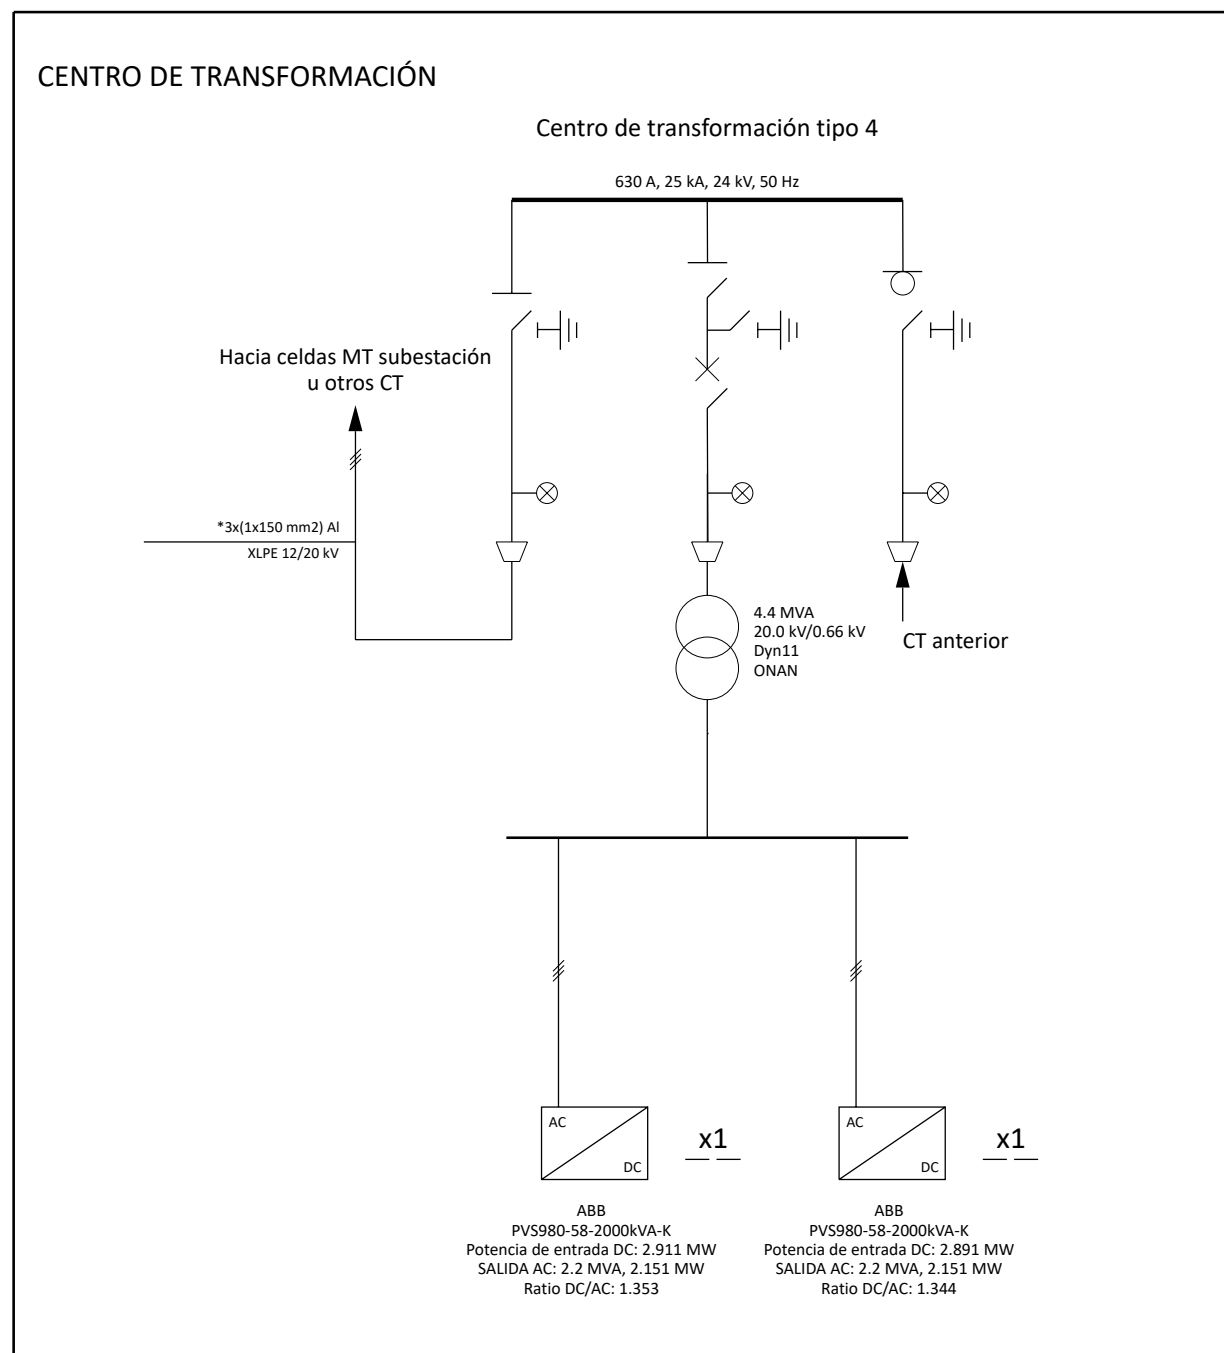 CENTRO DE TRANSFORMACIÓN
Centro de transformación tipo 4
630 A, 25 kA, 24 kV, 50 Hz
Hacia celdas MT subestación
u otros CT
*3x(1x150 mm2) Al
XLPE 12/20 kV
4.4 MVA
20.0 kV/0.66 kV
Dyn11
ONAN
CT anterior
AC
DC
x1
AC
DC
x1
ABB
PVS980-58-2000kVA-K
Potencia de entrada DC: 2.911 MW
SALIDA AC: 2.2 MVA, 2.151 MW
Ratio DC/AC: 1.353
ABB
PVS980-58-2000kVA-K
Potencia de entrada DC: 2.891 MW
SALIDA AC: 2.2 MVA, 2.151 MW
Ratio DC/AC: 1.344